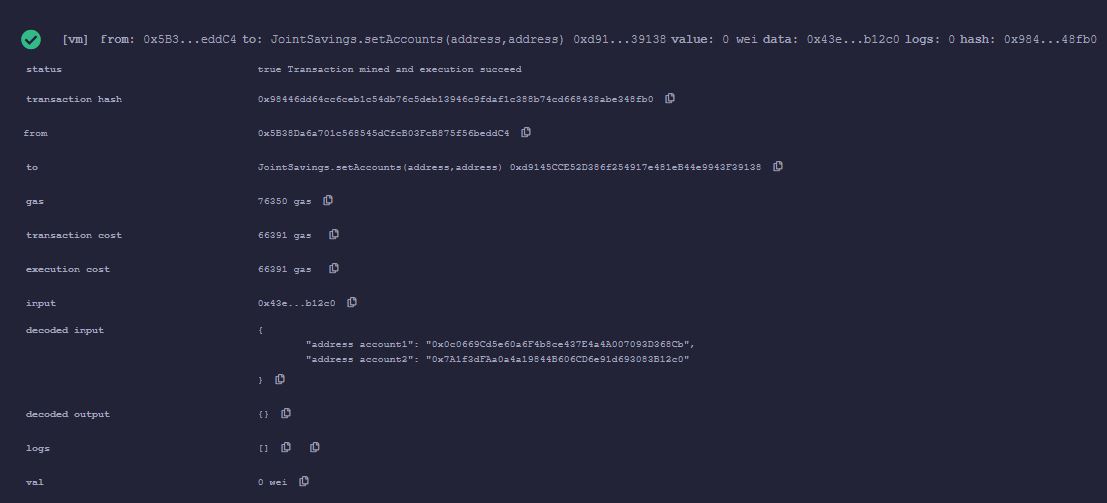 [vm] from: 0x5B3...eddC4 to: JointSavings.setAccounts(address,address) 0xd91...39138 value: 0 wei data: 0x43e...b12c0 logs: 0 hash: 0x984...48fb0
status true Transaction mined and execution succeed
transaction hash 0x98446dd64cc6ceb1c54db76c5deb13946c9fdaf1c388b74cd668438abe348fb0
from 0x5B38Da6a701c568545dCfcB03FcB875f56beddC4
to JointSavings.setAccounts(address,address) 0xd9145CCE52D386f254917e481eB44e9943F39138
gas 76350 gas
transaction cost 66391 gas
execution cost 66391 gas
input 0x43e...b12c0
decoded input {
"address account1": "0x0c0669Cd5e60a6F4b8ce437E4a4A007093D368Cb",
"address account2": "0x7A1f3dFAa0a4a19844B606CD6e91d693083B12c0"
}
decoded output {}
logs []
val 0 wei